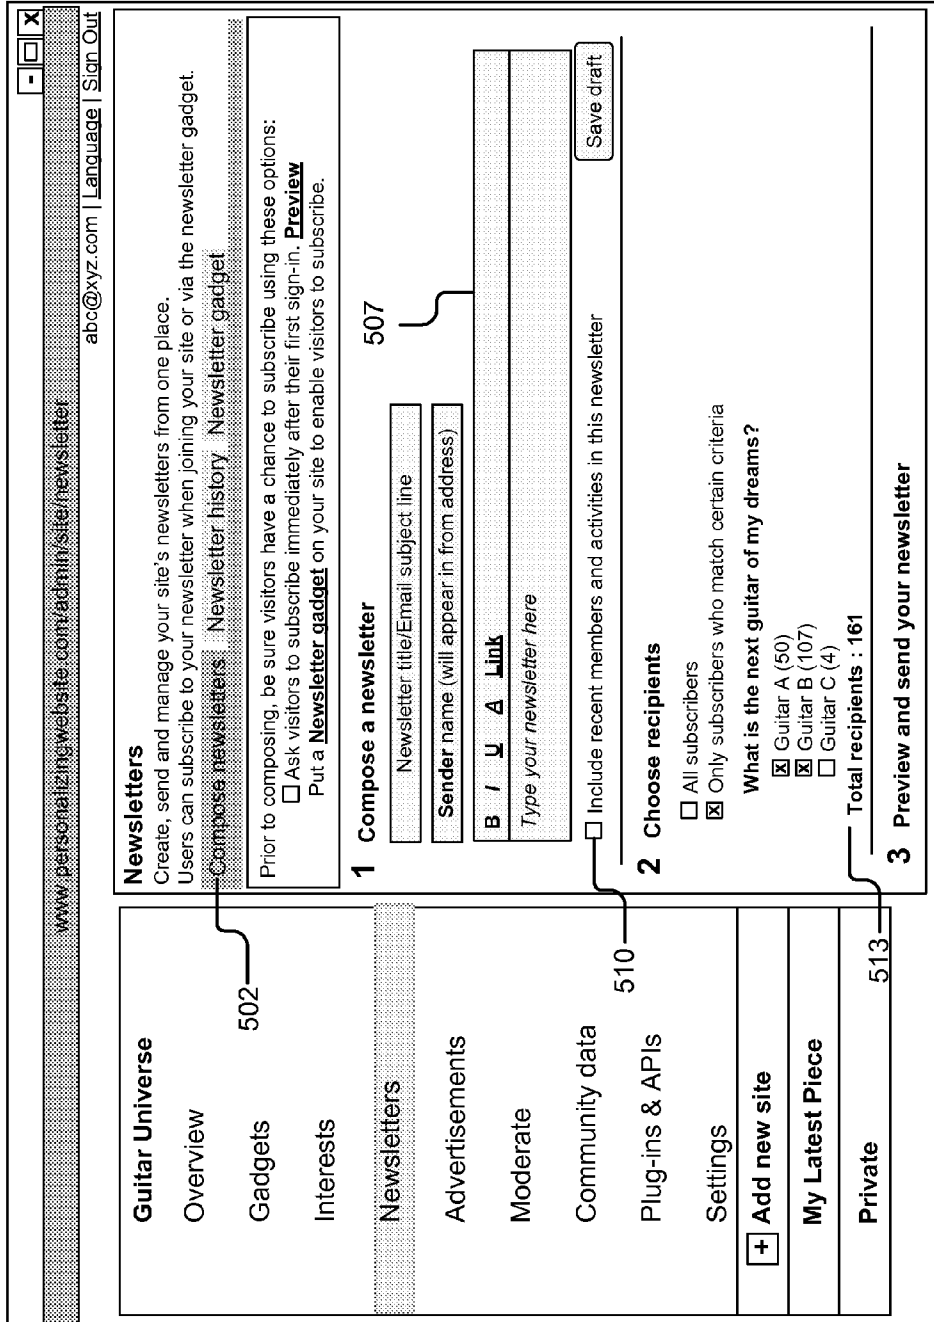 - □ X
www.personalizingwebsite.com/admin/site/newsletter
abc@xyz.com | Language | Sign Out
Guitar Universe
Overview
Gadgets
Interests
Newsletters
Advertisements
Moderate
Community data
Plug-ins & APIs
Settings
+ Add new site
My Latest Piece
Private
Newsletters
Create, send and manage your site's newsletters from one place.
Users can subscribe to your newsletter when joining your site or via the newsletter gadget.
502
Compose newsletters Newsletter history Newsletter gadget
Prior to composing, be sure visitors have a chance to subscribe using these options:
□ Ask visitors to subscribe immediately after their first sign-in. Preview
Put a Newsletter gadget on your site to enable visitors to subscribe.
1 Compose a newsletter
507
Newsletter title/Email subject line
Sender name (will appear in from address)
B I U A Link
Type your newsletter here
510
□ Include recent members and activities in this newsletter
Save draft
2 Choose recipients
□ All subscribers
☒ Only subscribers who match certain criteria
What is the next guitar of my dreams?
☒ Guitar A (50)
☒ Guitar B (107)
□ Guitar C (4)
513
Total recipients : 161
3 Preview and send your newsletter